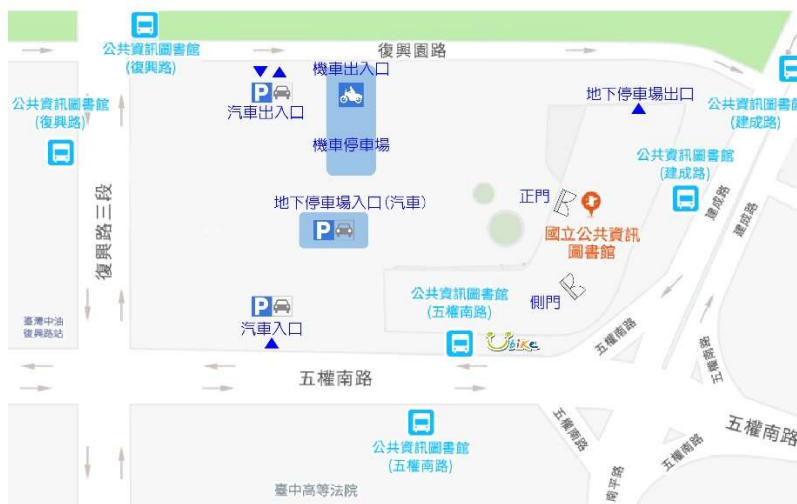 復興園路
公共資訊圖書館
(復興路)
機車出入口
P
汽車出入口
地下停車場出口
公共資訊圖書館
(復興路)
公共資訊圖書館
(建成路)
機車停車場
公共資訊圖書館
(建成路)
復興路三段
地下停車場入口(汽車)
P
正門
建成路
建成路
國立公共資訊
圖書館
公共資訊圖書館
(五權南路)
側門
P
汽車入口
臺灣中油
復興路站
Ubike
五權南路
五權南路
五權南路
五權南路
五權南路
五權南路
公共資訊圖書館
(五權南路)
南平路
臺中高等法院